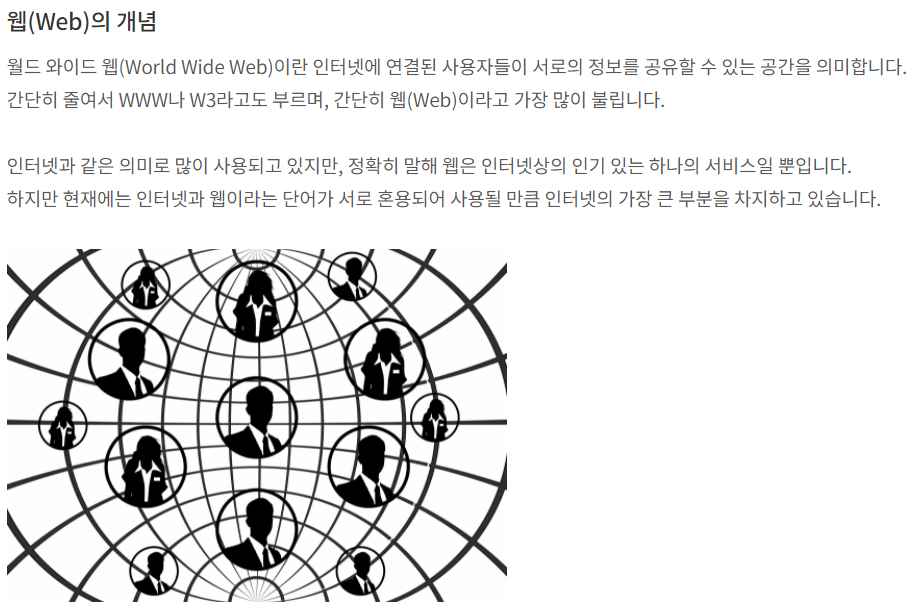 웹(Web)의 개념
월드 와이드 웹(World Wide Web)이란 인터넷에 연결된 사용자들이 서로의 정보를 공유할 수 있는 공간을 의미합니다.
간단히 줄여서 WWW나 W3라고도 부르며, 간단히 웹(Web)이라고 가장 많이 불립니다.
인터넷과 같은 의미로 많이 사용되고 있지만, 정확히 말해 웹은 인터넷상의 인기 있는 하나의 서비스일 뿐입니다.
하지만 현재에는 인터넷과 웹이라는 단어가 서로 혼용되어 사용될 만큼 인터넷의 가장 큰 부분을 차지하고 있습니다.